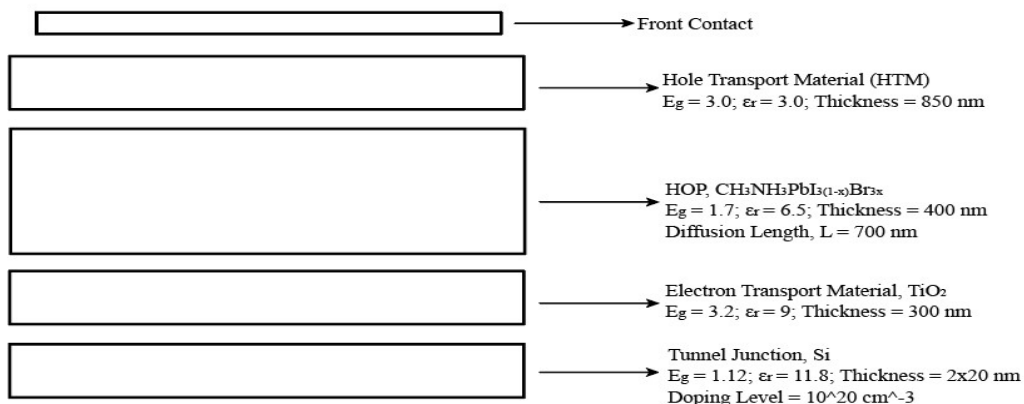 Front Contact
Hole Transport Material (HTM)
Eg = 3.0; εr = 3.0; Thickness = 850 nm
HOP, CH₃NH₃PbI₃₍₁₋ₓ₎Br₃ₓ
Eg = 1.7; εr = 6.5; Thickness = 400 nm
Diffusion Length, L = 700 nm
Electron Transport Material, TiO₂
Eg = 3.2; εr = 9; Thickness = 300 nm
Tunnel Junction, Si
Eg = 1.12; εr = 11.8; Thickness = 2x20 nm
Doping Level = 10^20 cm^-3